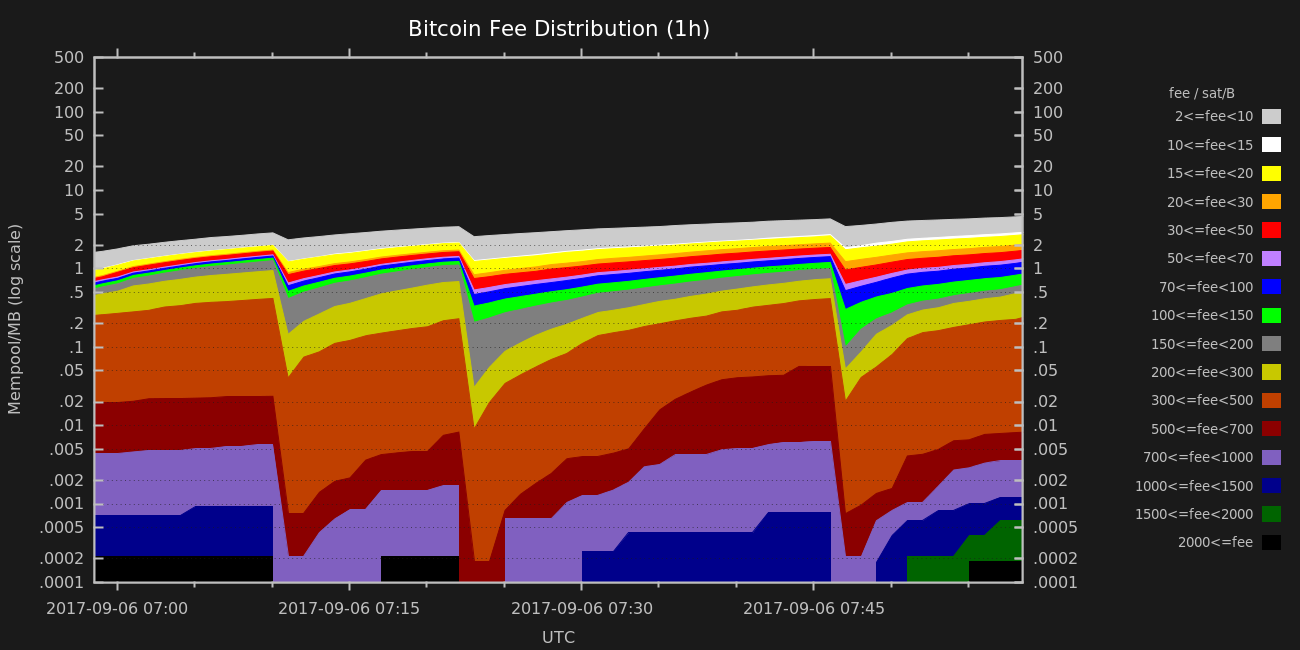 Bitcoin Fee Distribution (1h)
500 500
200 200
100 100
50 50
20 20
10 10
5 5
2 2
1 1
.5 .5
.2 .2
.1 .1
.05 .05
.02 .02
.01 .01
.005 .005
.002 .002
.001 .001
.0005 .0005
.0002 .0002
.0001 .0001
Mempool/MB (log scale)
2017-09-06 07:00 2017-09-06 07:15 2017-09-06 07:30 2017-09-06 07:45
UTC
fee / sat/B
2<=fee<10
10<=fee<15
15<=fee<20
20<=fee<30
30<=fee<50
50<=fee<70
70<=fee<100
100<=fee<150
150<=fee<200
200<=fee<300
300<=fee<500
500<=fee<700
700<=fee<1000
1000<=fee<1500
1500<=fee<2000
2000<=fee